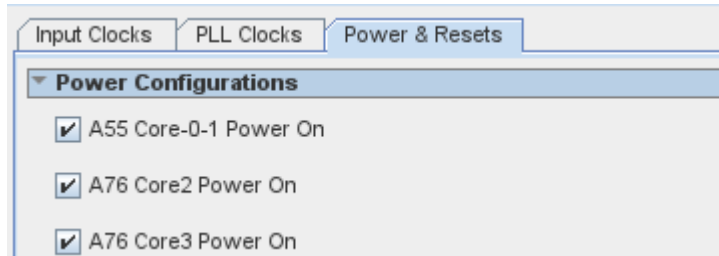 Input Clocks PLL Clocks Power & Resets
Power Configurations
A55 Core-0-1 Power On
A76 Core2 Power On
A76 Core3 Power On